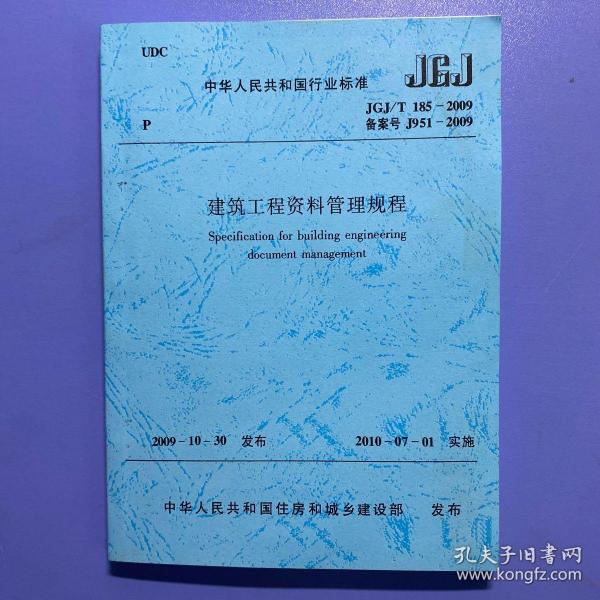 UDC
JGJ
中华人民共和国行业标准
JGJ/T 185-2009
P
备案号 J951-2009
建筑工程资料管理规程
Specification for building engineering
document management
2009-10-30 发布 2010-07-01 实施
中华人民共和国住房和城乡建设部 发布
孔夫子旧书网
www.kongfz.com